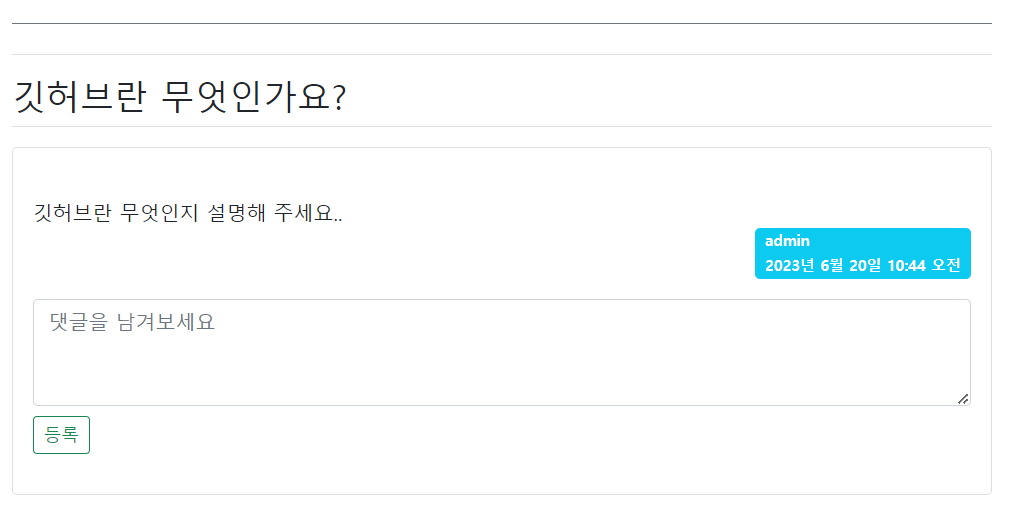 깃허브란 무엇인가요?
깃허브란 무엇인지 설명해 주세요..
admin
2023년 6월 20일 10:44 오전
댓글을 남겨보세요
등록